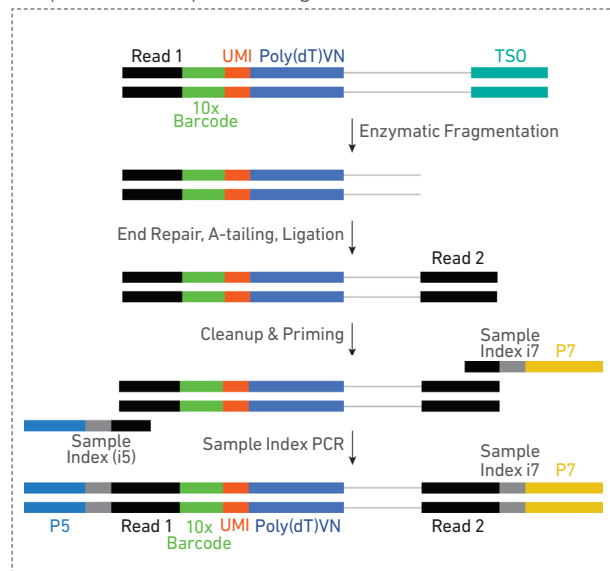 Read 1 UMI Poly(dT)VN TSO
10x
Barcode
Enzymatic Fragmentation
End Repair, A-tailing, Ligation
Read 2
Cleanup & Priming
Sample
Index i7 P7
Sample
Index (i5)
Sample Index PCR
Sample
Index i7 P7
P5 Read 1 10x UMI Poly(dT)VN Read 2
Barcode